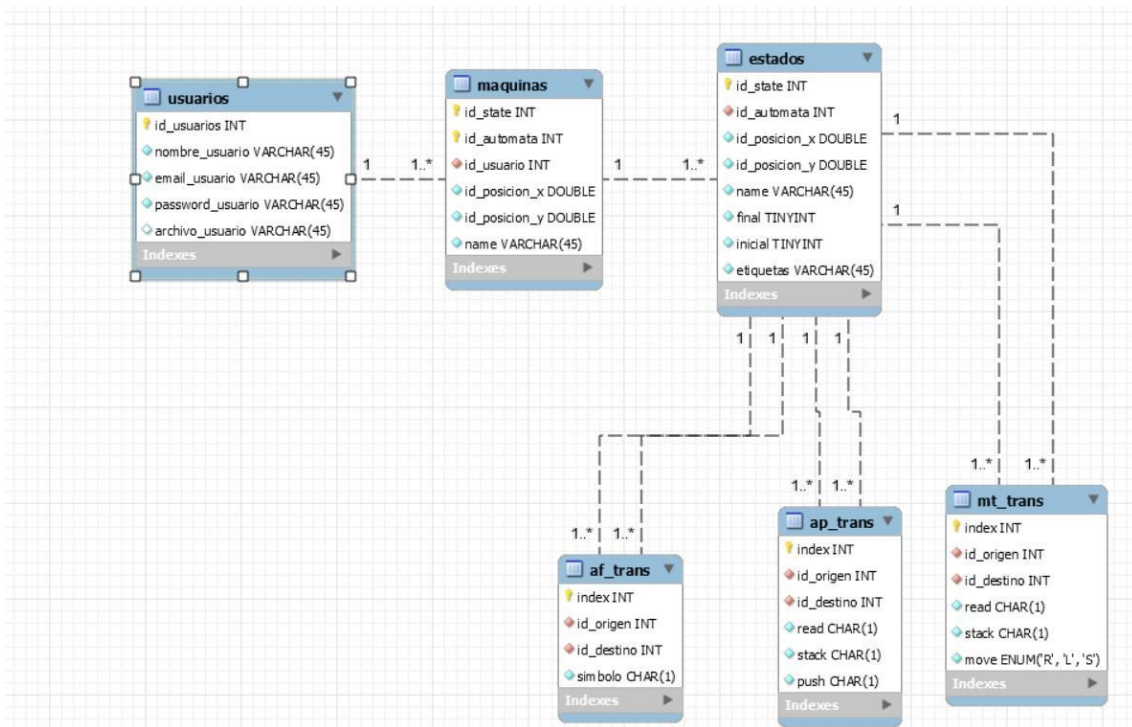 usuarios
id_usuarios INT
nombre_usuario VARCHAR(45)
email_usuario VARCHAR(45)
password_usuario VARCHAR(45)
archivo_usuario VARCHAR(45)
Indexes
1
1..*
maquinas
id_state INT
id_automata INT
id_usuario INT
id_posicion_x DOUBLE
id_posicion_y DOUBLE
name VARCHAR(45)
Indexes
1
1..*
estados
id_state INT
id_automata INT
id_posicion_x DOUBLE
id_posicion_y DOUBLE
name VARCHAR(45)
final TINYINT
inicial TINYINT
etiquetas VARCHAR(45)
Indexes
1
1
1
1
1
1
1..*
1..*
af_trans
index INT
id_origen INT
id_destino INT
simbolo CHAR(1)
Indexes
1..*
1..*
ap_trans
index INT
id_origen INT
id_destino INT
read CHAR(1)
stack CHAR(1)
push CHAR(1)
Indexes
1..*
1..*
mt_trans
index INT
id_origen INT
id_destino INT
read CHAR(1)
stack CHAR(1)
move ENUM('R', 'L', 'S')
Indexes